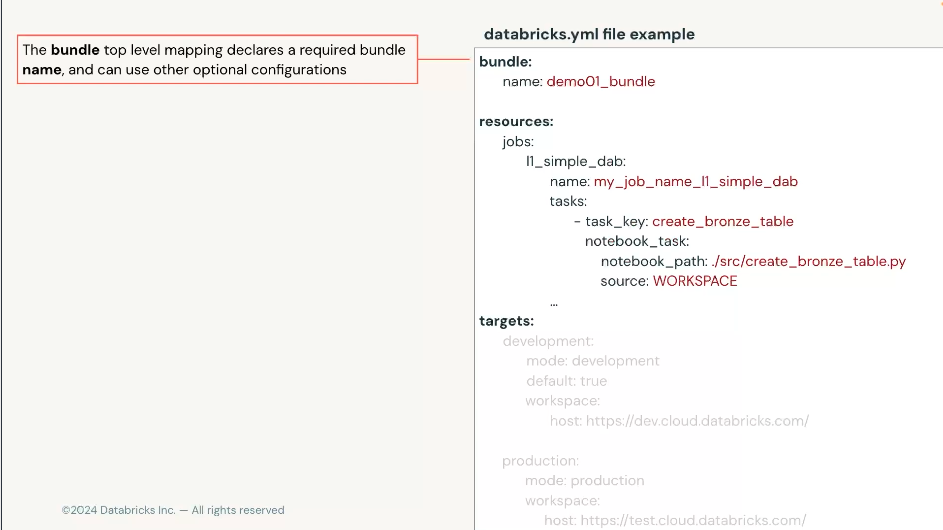 The bundle top level mapping declares a required bundle
name, and can use other optional configurations
databricks.yml file example
bundle:
name: demo01_bundle
resources:
jobs:
l1_simple_dab:
name: my_job_name_l1_simple_dab
tasks:
- task_key: create_bronze_table
notebook_task:
notebook_path: ./src/create_bronze_table.py
source: WORKSPACE
...
targets:
development:
mode: development
default: true
workspace:
host: https://dev.cloud.databricks.com/
production:
mode: production
workspace:
host: https://test.cloud.databricks.com/
©2024 Databricks Inc. — All rights reserved